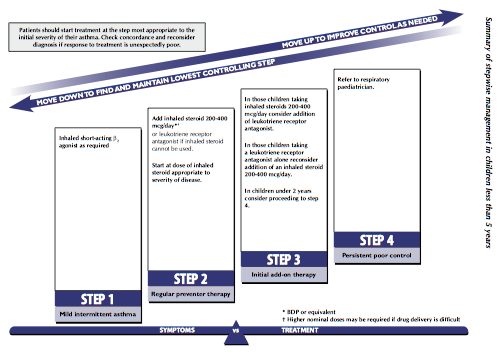 Patients should start treatment at the step most appropriate to the
initial severity of their asthma. Check concordance and reconsider
diagnosis if response to treatment is unexpectedly poor.
MOVE UP TO IMPROVE CONTROL AS NEEDED
MOVE DOWN TO FIND AND MAINTAIN LOWEST CONTROLLING STEP
Inhaled short-acting β₂
agonist as required
STEP 1
Mild intermittent asthma
Add inhaled steroid 200-400
mcg/day*†
or leukotriene receptor
antagonist if inhaled steroid
cannot be used.
Start at dose of inhaled
steroid appropriate to
severity of disease.
STEP 2
Regular preventer therapy
In those children taking
inhaled steroids 200-400
mcg/day consider addition
of leukotriene receptor
antagonist.
In those children taking
a leukotriene receptor
antagonist alone reconsider
addition of an inhaled steroid
200-400 mcg/day.
In children under 2 years
consider proceeding to step
4.
STEP 3
Initial add-on therapy
Refer to respiratory
paediatrician.
STEP 4
Persistent poor control
* BDP or equivalent
† Higher nominal doses may be required if drug delivery is difficult
SYMPTOMS vs TREATMENT
Summary of stepwise management in children less than 5 years